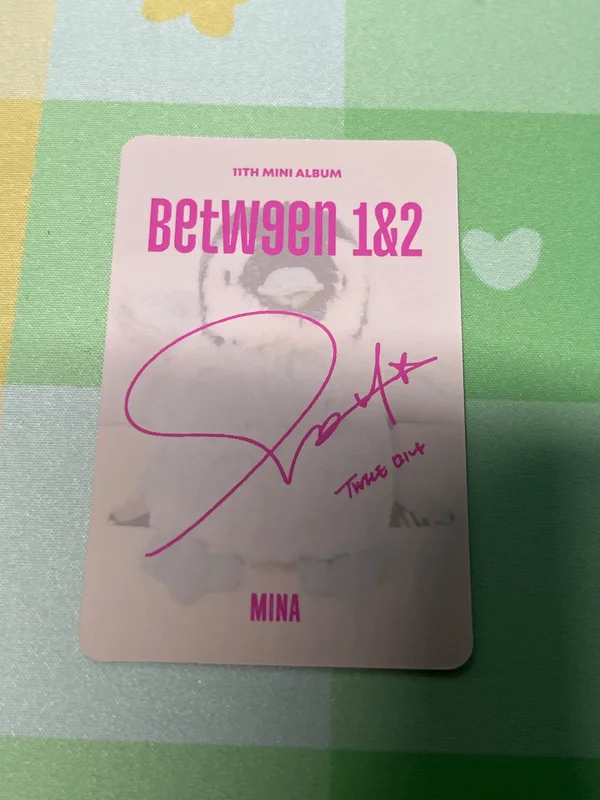 11TH MINI ALBUM
BetW9en 1&2
TWICE 미나
MINA